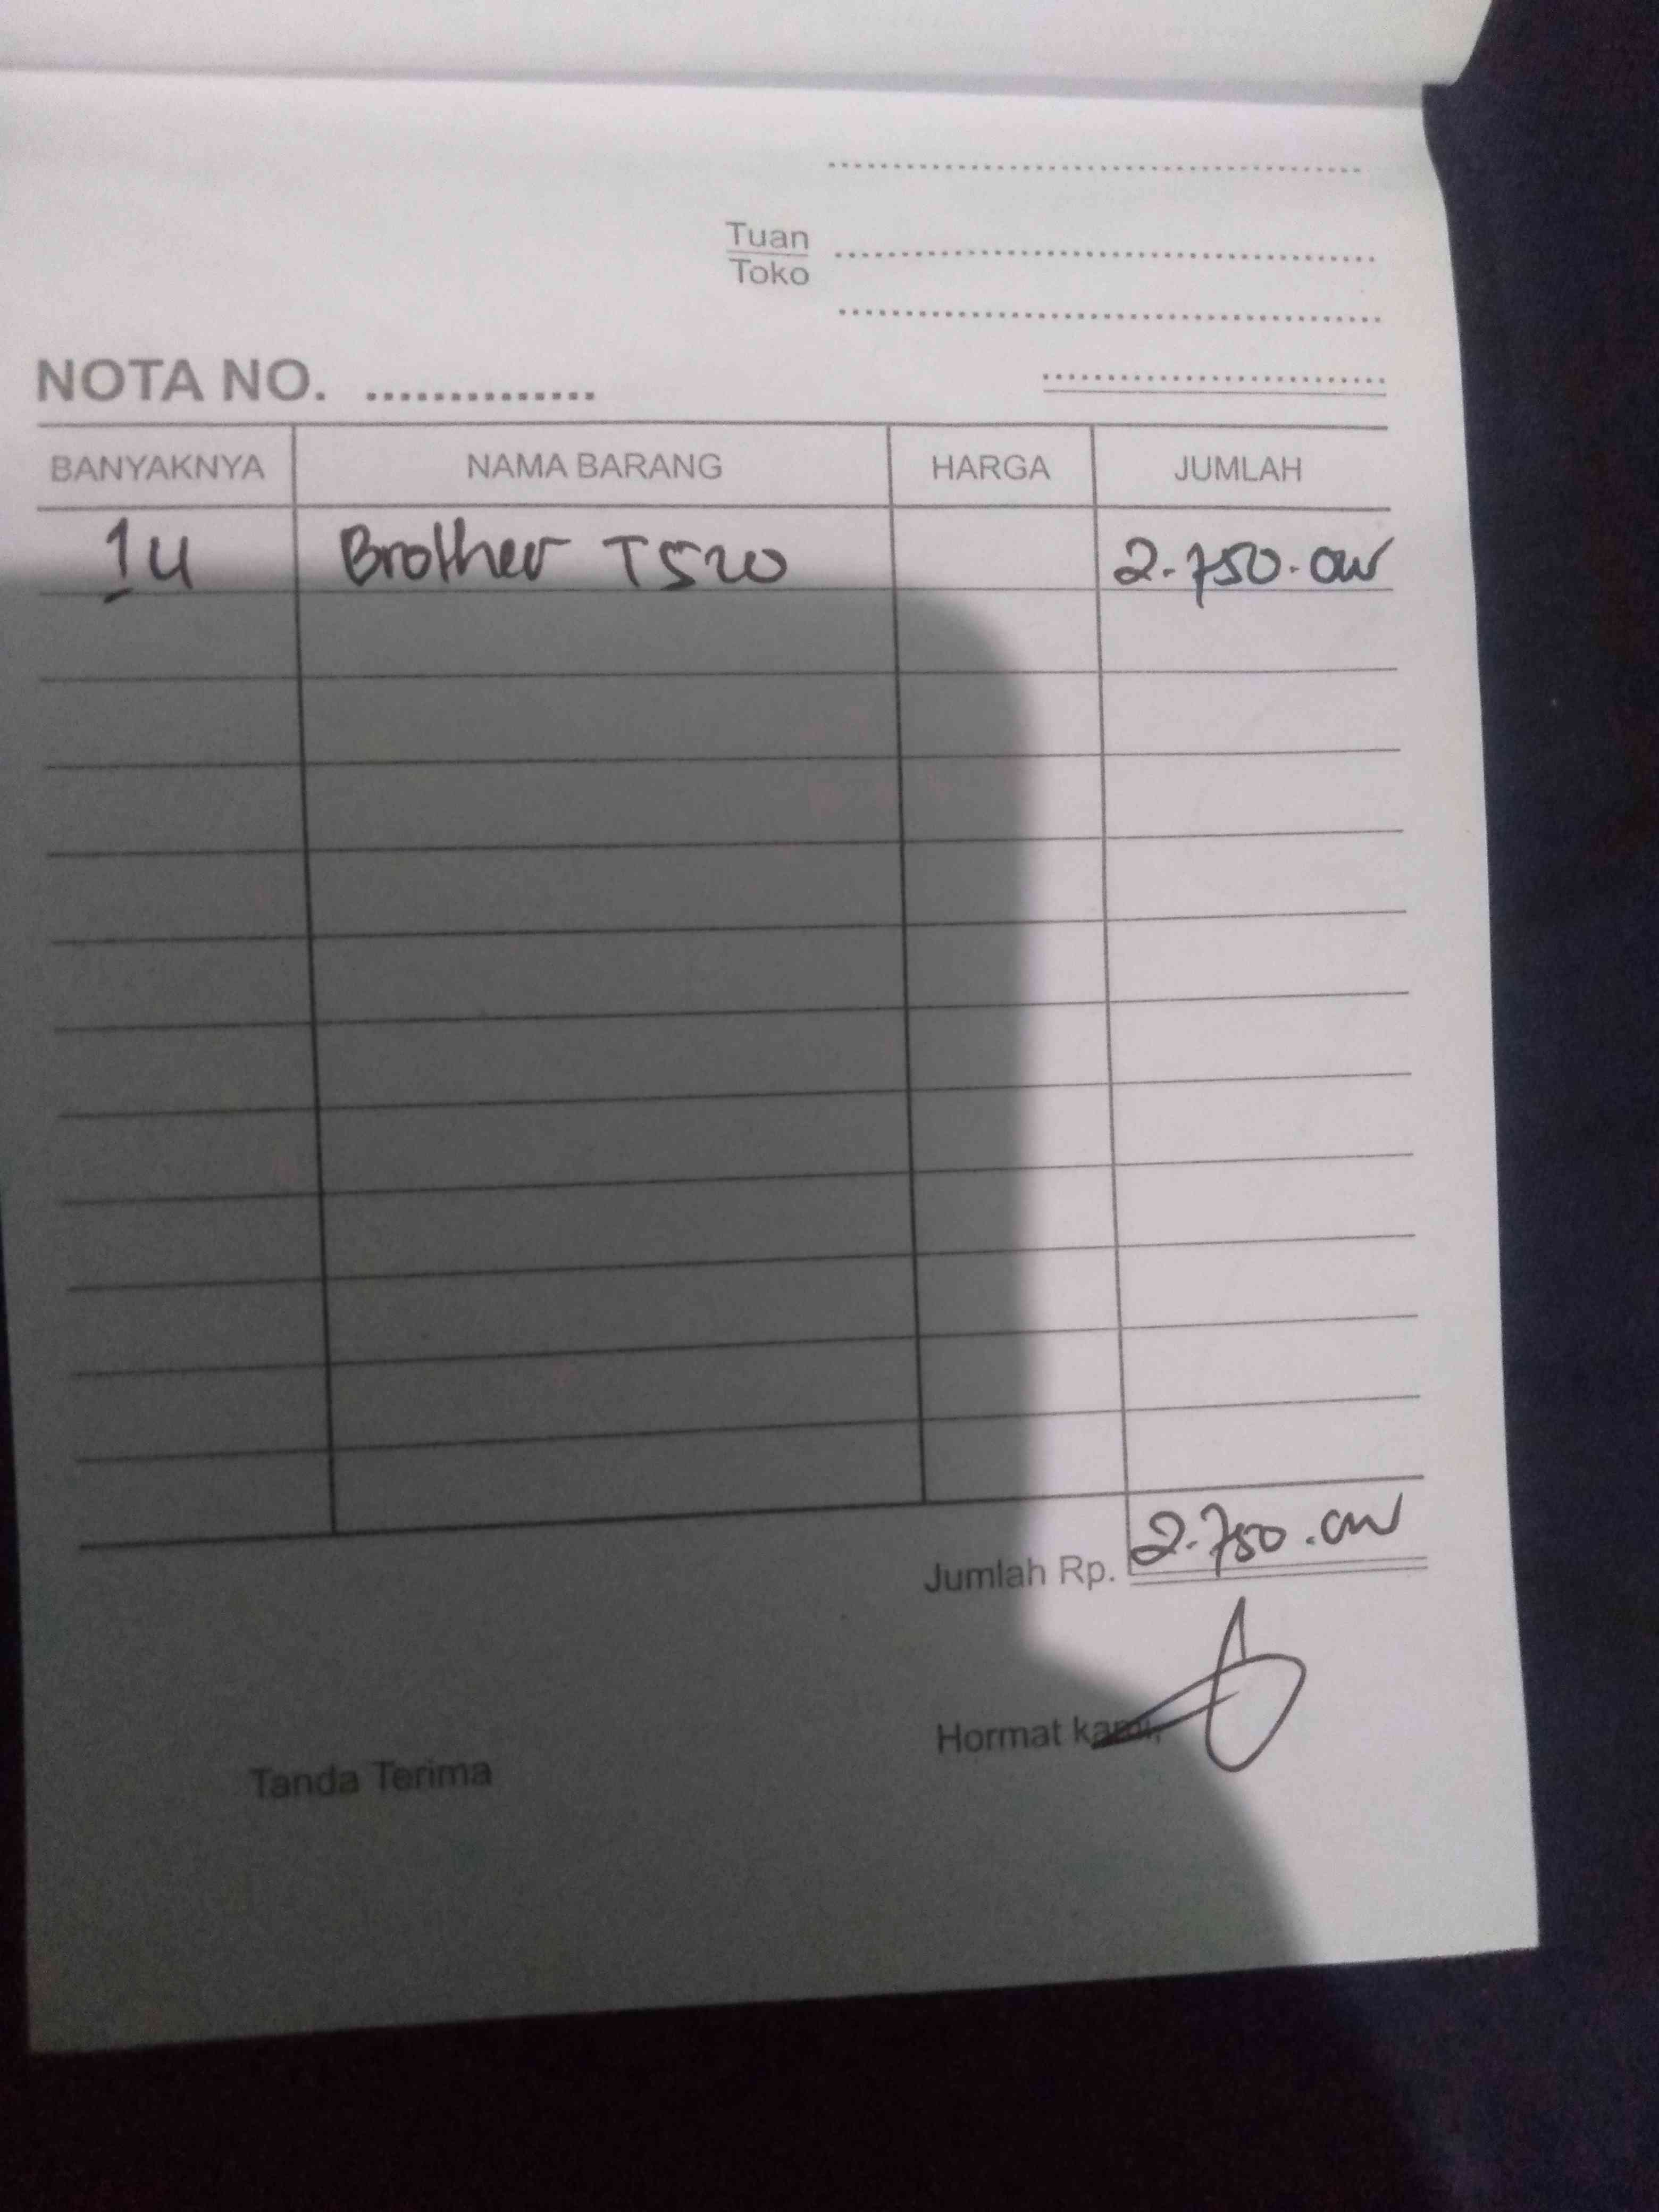 Tuan
Toko
NOTA NO.
BANYAKNYA NAMA BARANG HARGA JUMLAH
1 u Brother T520 2.750.000
Jumlah Rp. 2.750.000
Hormat kami,
Tanda Terima